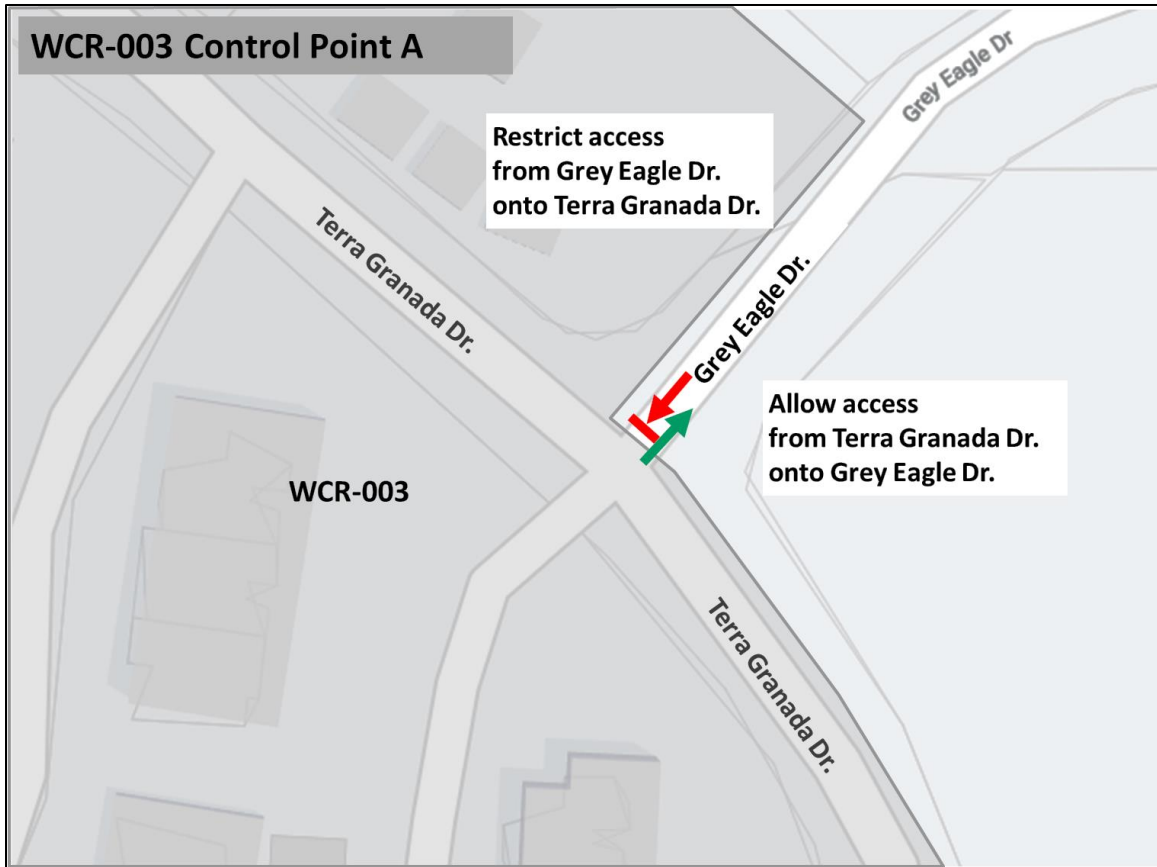 WCR-003 Control Point A
Grey Eagle Dr
Restrict access
from Grey Eagle Dr.
onto Terra Granada Dr.
Terra Granada Dr.
Grey Eagle Dr.
Allow access
from Terra Granada Dr.
onto Grey Eagle Dr.
WCR-003
Terra Granada Dr.